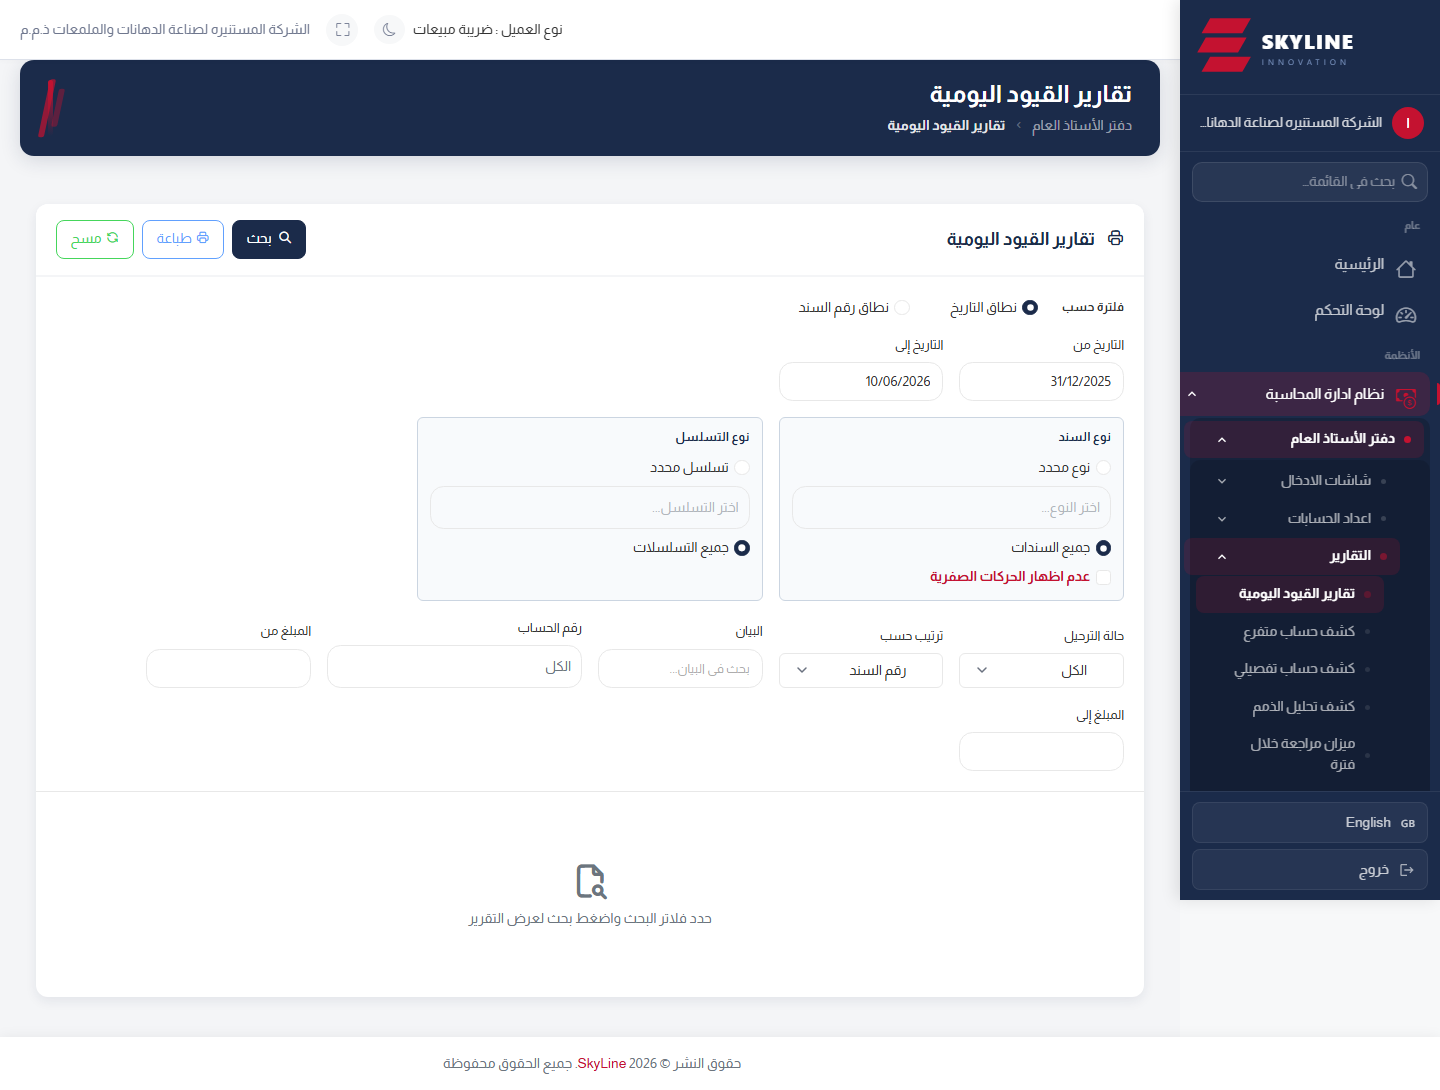 SKYLINE
INNOVATION
ا
الشركة المستنيره لصناعة الدهانا...
بحث في القائمة...
عام
الرئيسية
لوحة التحكم
الأنظمة
نظام ادارة المحاسبة
دفتر الأستاذ العام
شاشات الادخال
اعداد الحسابات
التقارير
تقارير القيود اليومية
كشف حساب متفرع
كشف حساب تفصيلي
كشف تحليل الذمم
ميزان مراجعة خلال
فترة
GB English
خروج
نوع العميل : ضريبة مبيعات
الشركة المستنيره لصناعة الدهانات والملمعات ذ.م.م
تقارير القيود اليومية
دفتر الأستاذ العام › تقارير القيود اليومية
تقارير القيود اليومية
بحث
طباعة
مسح
فلترة حسب نطاق التاريخ نطاق رقم السند
التاريخ من التاريخ إلى
31/12/2025 10/06/2026
نوع السند
نوع محدد
اختر النوع...
جميع السندات
عدم اظهار الحركات الصفرية
نوع التسلسل
تسلسل محدد
اختر التسلسل...
جميع التسلسلات
حالة الترحيل
الكل
ترتيب حسب
رقم السند
البيان
بحث في البيان...
رقم الحساب
الكل
المبلغ من
المبلغ إلى
حدد فلاتر البحث واضغط بحث لعرض التقرير
حقوق النشر © 2026 SkyLine. جميع الحقوق محفوظة